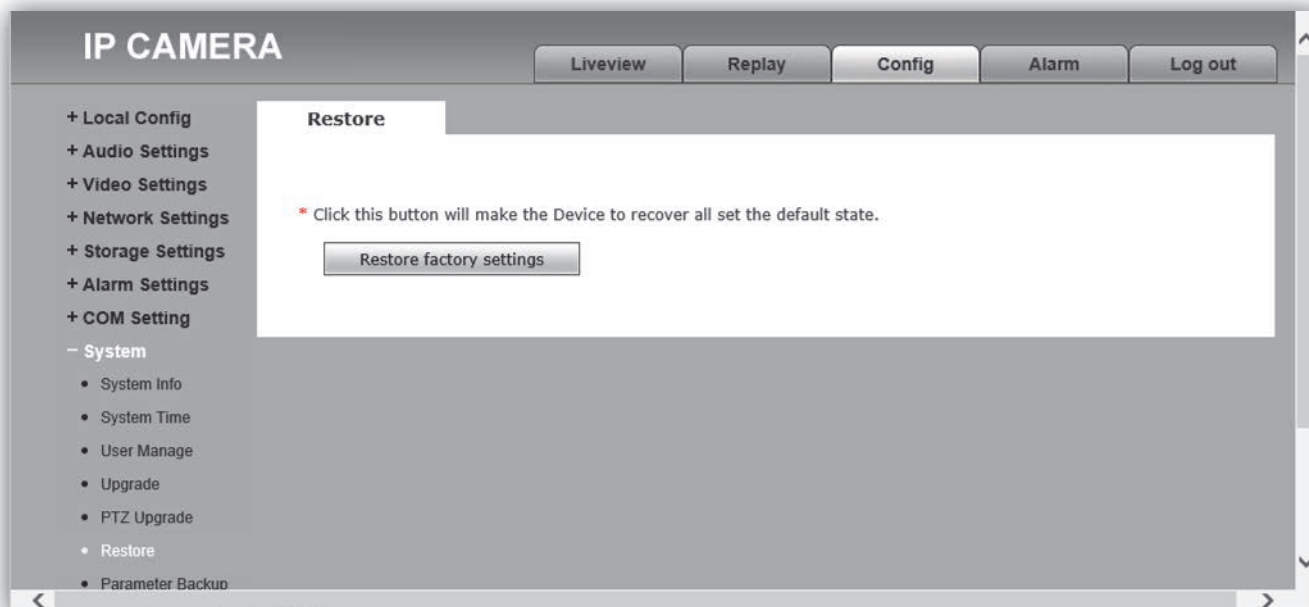 IP CAMERA
Liveview Replay Config Alarm Log out
+ Local Config
+ Audio Settings
+ Video Settings
+ Network Settings
+ Storage Settings
+ Alarm Settings
+ COM Setting
− System
• System Info
• System Time
• User Manage
• Upgrade
• PTZ Upgrade
• Restore
• Parameter Backup
Restore
* Click this button will make the Device to recover all set the default state.
Restore factory settings